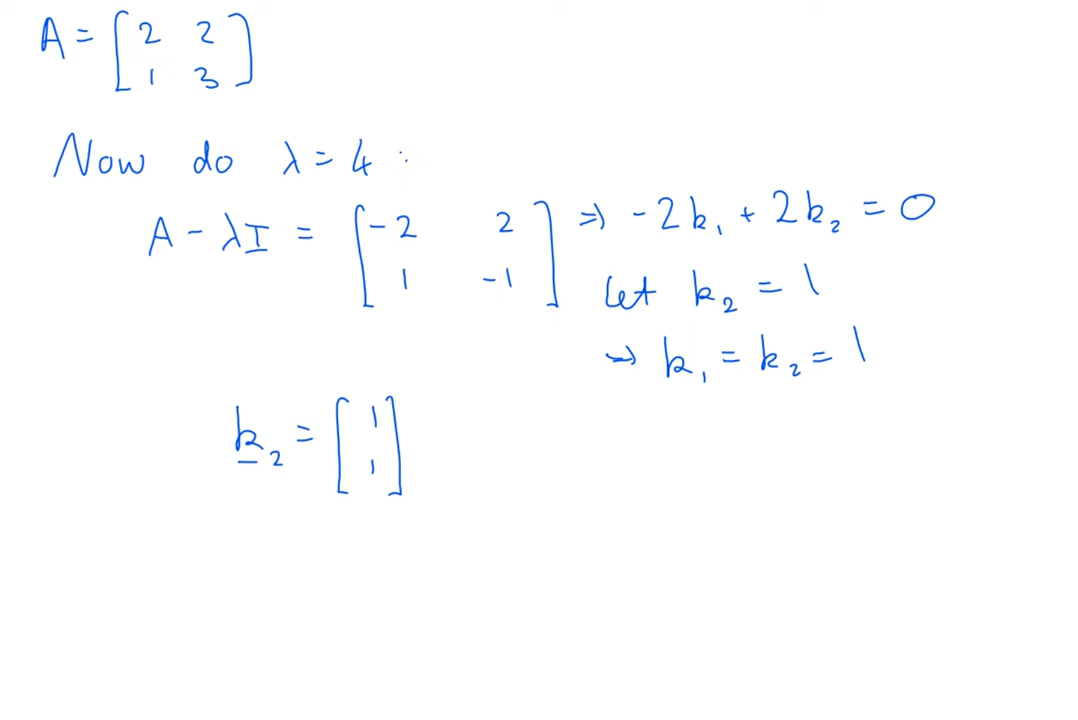 A = [2 2
1 3]
Now do λ = 4 :
A - λI = [-2 2 ⇒ -2k₁ + 2k₂ = 0
1 -1] Let k₂ = 1
→ k₁ = k₂ = 1
k₂ = [1
1]